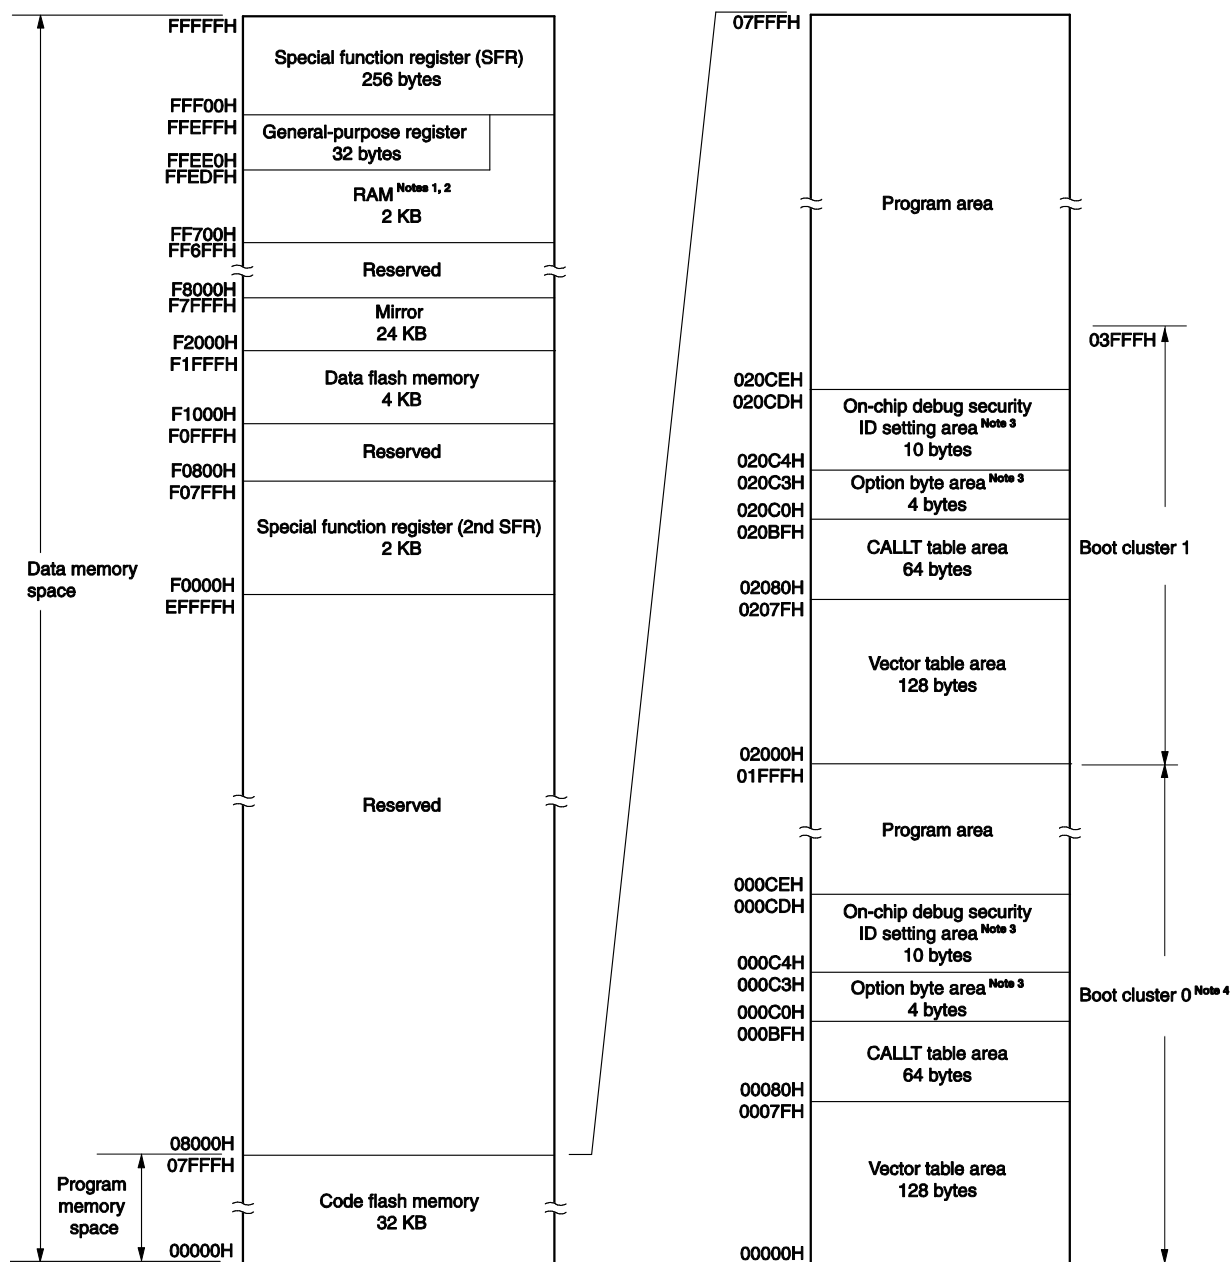 FFFFFH
Special function register (SFR)
256 bytes
FFF00H
FFEFFH
General-purpose register
32 bytes
FFEE0H
FFEDFH
RAM Notes 1, 2
2 KB
FF700H
FF6FFH
Reserved
F8000H
F7FFFH
Mirror
24 KB
F2000H
F1FFFH
Data flash memory
4 KB
F1000H
F0FFFH
Reserved
F0800H
F07FFH
Special function register (2nd SFR)
2 KB
F0000H
EFFFFH
Data memory
space
Reserved
08000H
07FFFH
Program
memory
space
Code flash memory
32 KB
00000H
07FFFH
Program area
03FFFH
020CEH
020CDH
On-chip debug security
ID setting area Note 3
10 bytes
020C4H
020C3H
Option byte area Note 3
4 bytes
020C0H
020BFH
CALLT table area
64 bytes
Boot cluster 1
02080H
0207FH
Vector table area
128 bytes
02000H
01FFFH
Program area
000CEH
000CDH
On-chip debug security
ID setting area Note 3
10 bytes
000C4H
000C3H
Option byte area Note 3
4 bytes
Boot cluster 0 Note 4
000C0H
000BFH
CALLT table area
64 bytes
00080H
0007FH
Vector table area
128 bytes
00000H